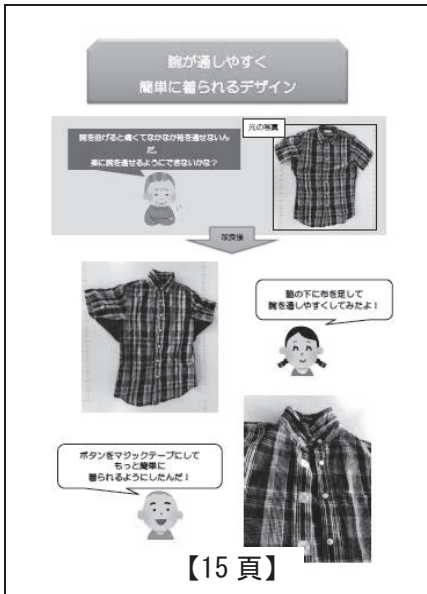 腕が通しやすく
簡単に着られるデザイン
元の写真
腕を曲げると痛くてなかなか袖を通せないん
だ。
楽に腕を通せるようにできないかな？
改良後
脇の下に布を足して
腕を通しやすくしてみたよ！
ボタンをマジックテープにして
もっと簡単に
着られるようにしたんだ！
【15頁】